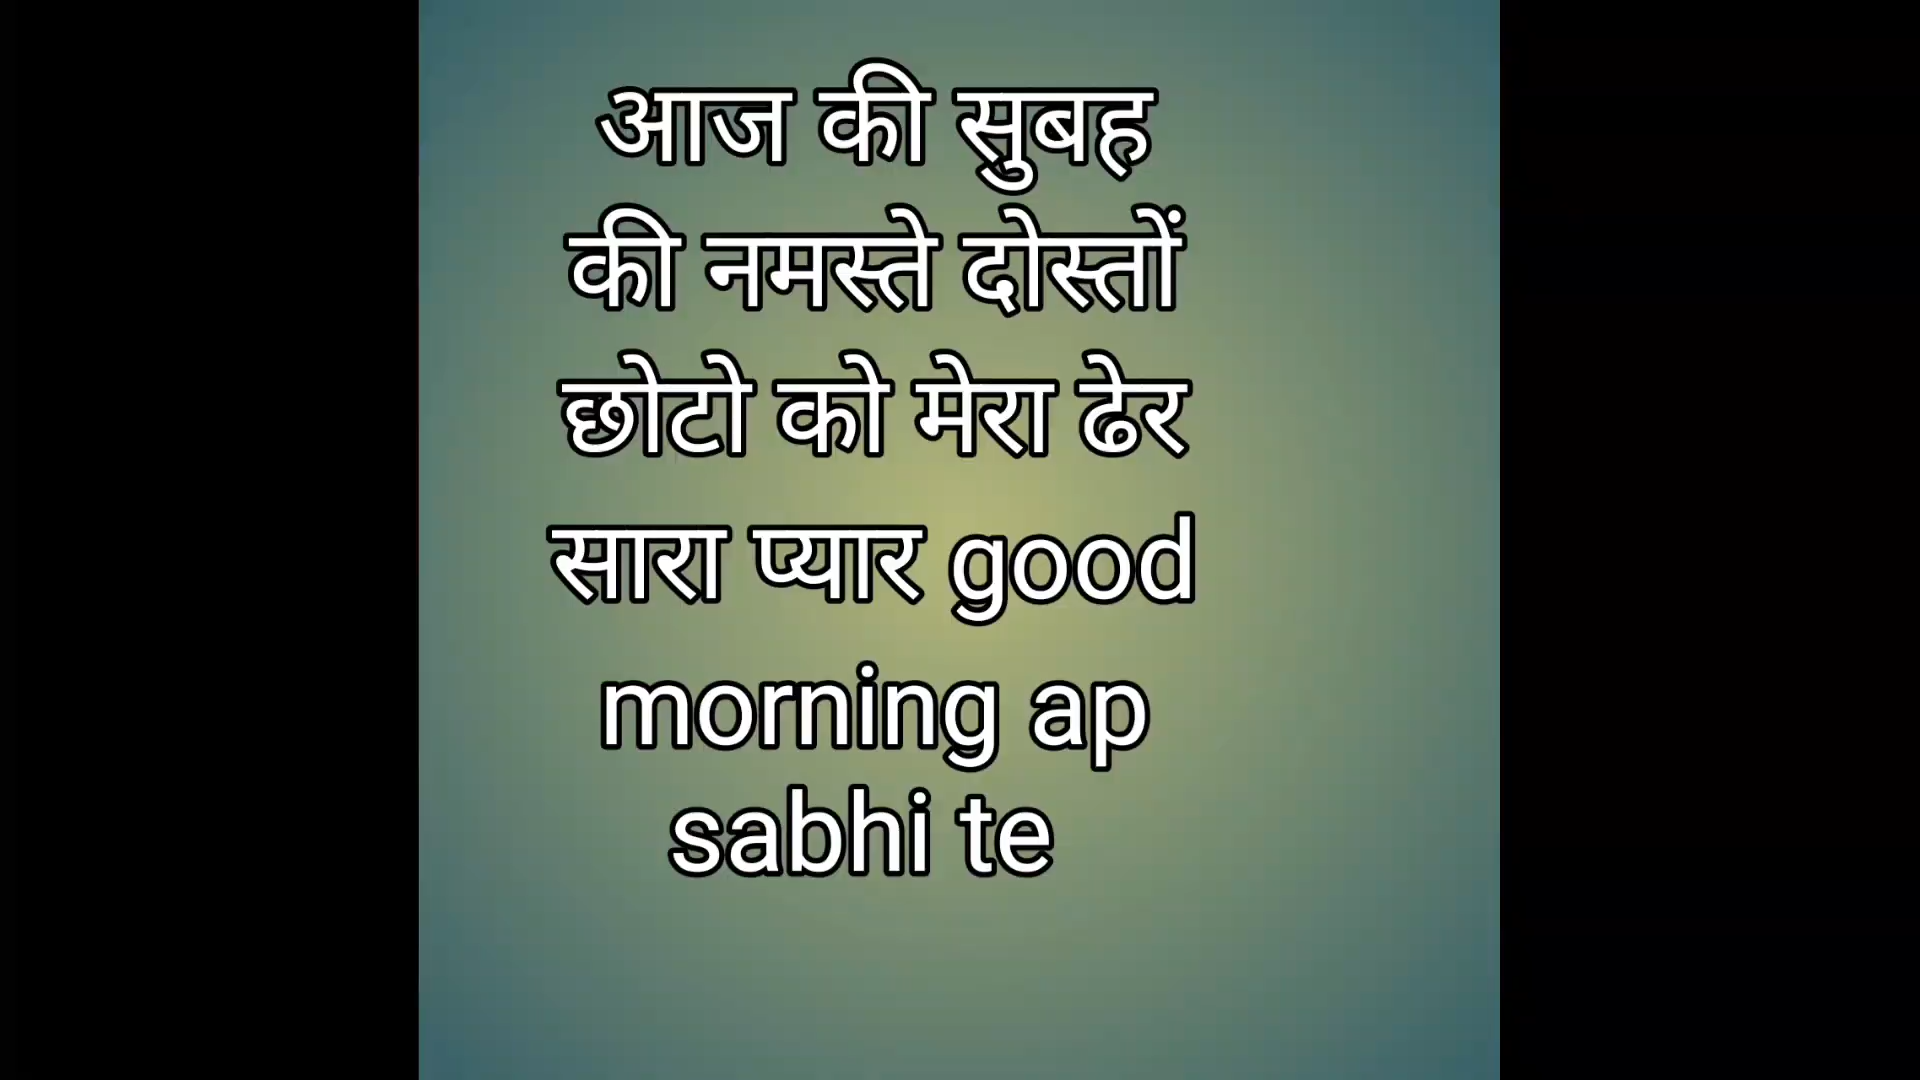 आज की सुबह
की नमस्ते दोस्तों
छोटो को मेरा ढेर
सारा प्यार good
morning ap
sabhi te